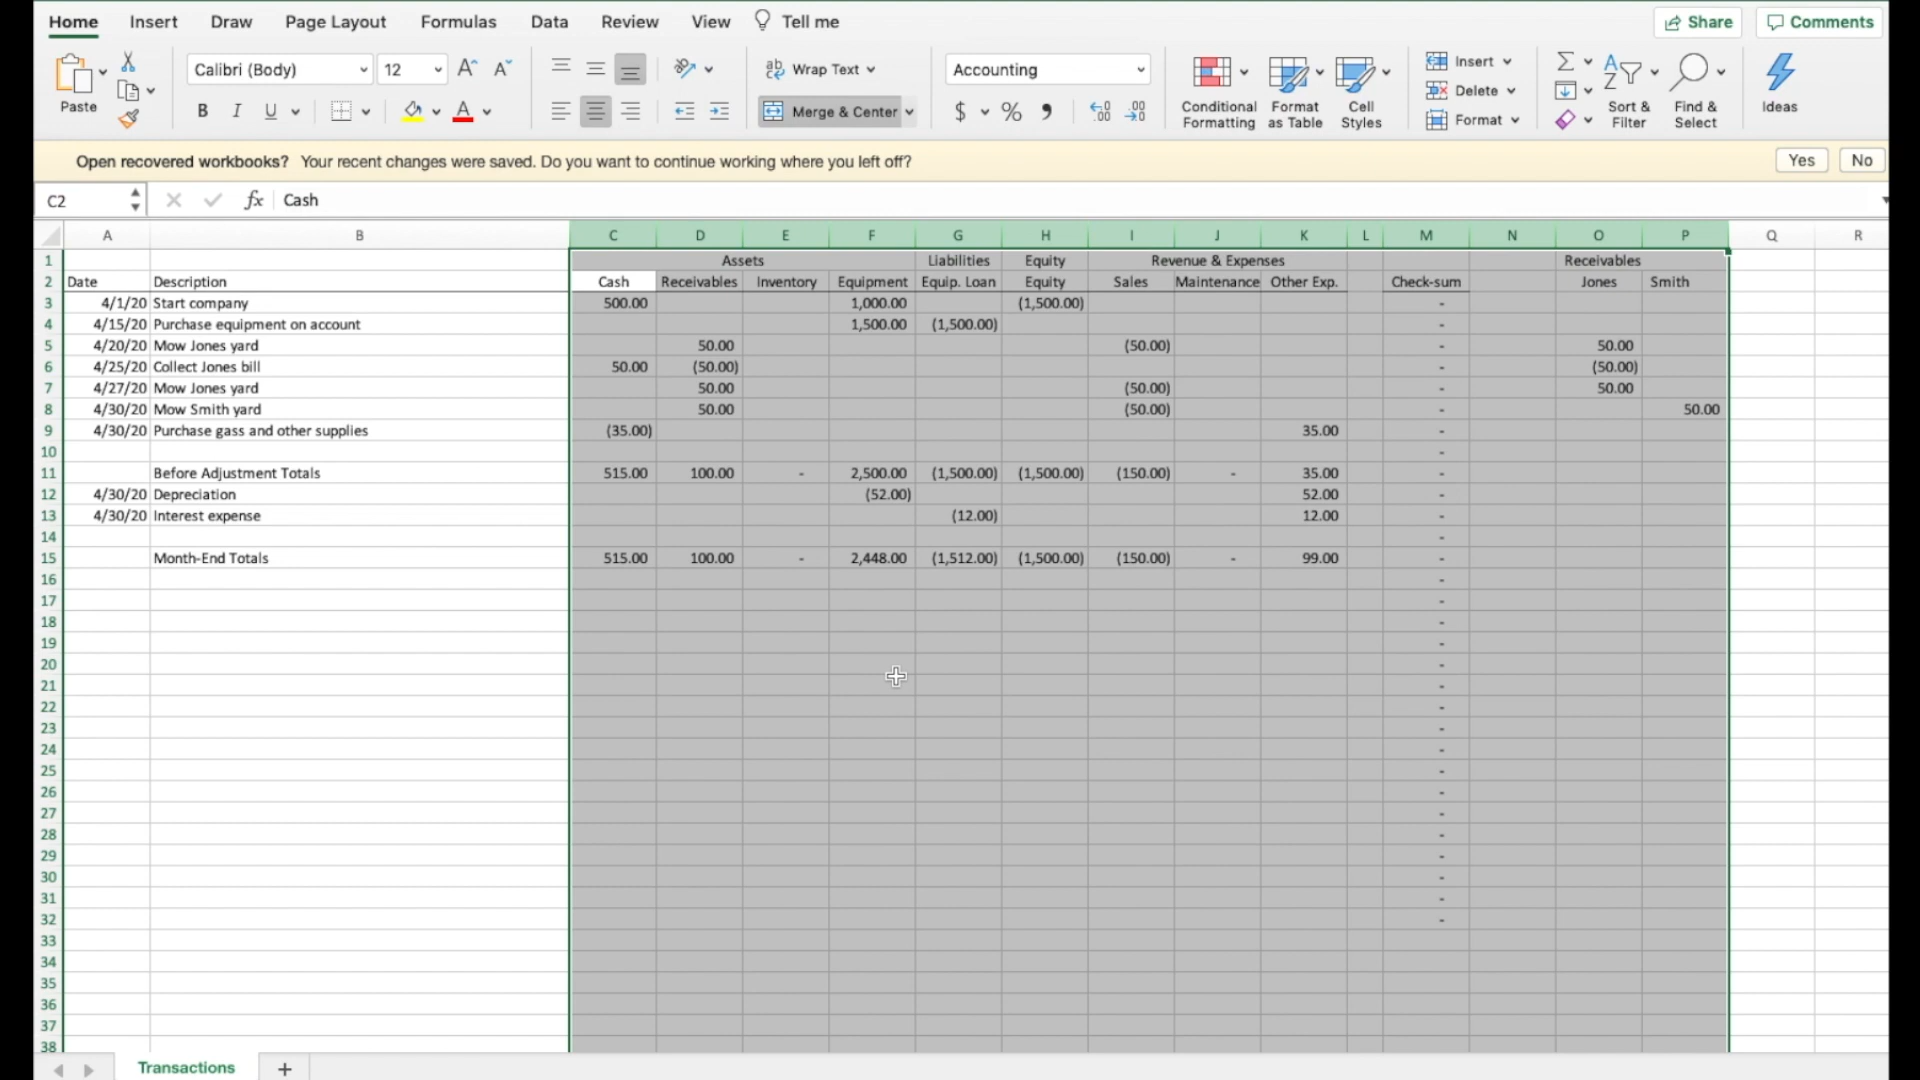 Home Insert Draw Page Layout Formulas Data Review View Tell me Share Comments
Paste Calibri (Body) 12 A A Wrap Text Accounting Conditional Formatting Format as Table Cell Styles Insert Delete Format Sort & Filter Find & Select Ideas
B I U A Merge & Center $ %
Open recovered workbooks? Your recent changes were saved. Do you want to continue working where you left off? Yes No
C2 fx Cash
A B C D E F G H I J K L M N O P Q R
1 Assets Liabilities Equity Revenue & Expenses Receivables
2 Date Description Cash Receivables Inventory Equipment Equip. Loan Equity Sales Maintenance Other Exp. Check-sum Jones Smith
3 4/1/20 Start company 500.00 1,000.00 (1,500.00) -
4 4/15/20 Purchase equipment on account 1,500.00 (1,500.00) -
5 4/20/20 Mow Jones yard 50.00 (50.00) - 50.00
6 4/25/20 Collect Jones bill 50.00 (50.00) - (50.00)
7 4/27/20 Mow Jones yard 50.00 (50.00) - 50.00
8 4/30/20 Mow Smith yard 50.00 (50.00) - 50.00
9 4/30/20 Purchase gass and other supplies (35.00) 35.00 -
10 -
11 Before Adjustment Totals 515.00 100.00 - 2,500.00 (1,500.00) (1,500.00) (150.00) - 35.00 -
12 4/30/20 Depreciation (52.00) 52.00 -
13 4/30/20 Interest expense (12.00) 12.00 -
14 -
15 Month-End Totals 515.00 100.00 - 2,448.00 (1,512.00) (1,500.00) (150.00) - 99.00 -
16 -
17 -
18 -
19 -
20 -
21 -
22 -
23 -
24 -
25 -
26 -
27 -
28 -
29 -
30 -
31 -
32 -
33
34
35
36
37
38
Transactions +